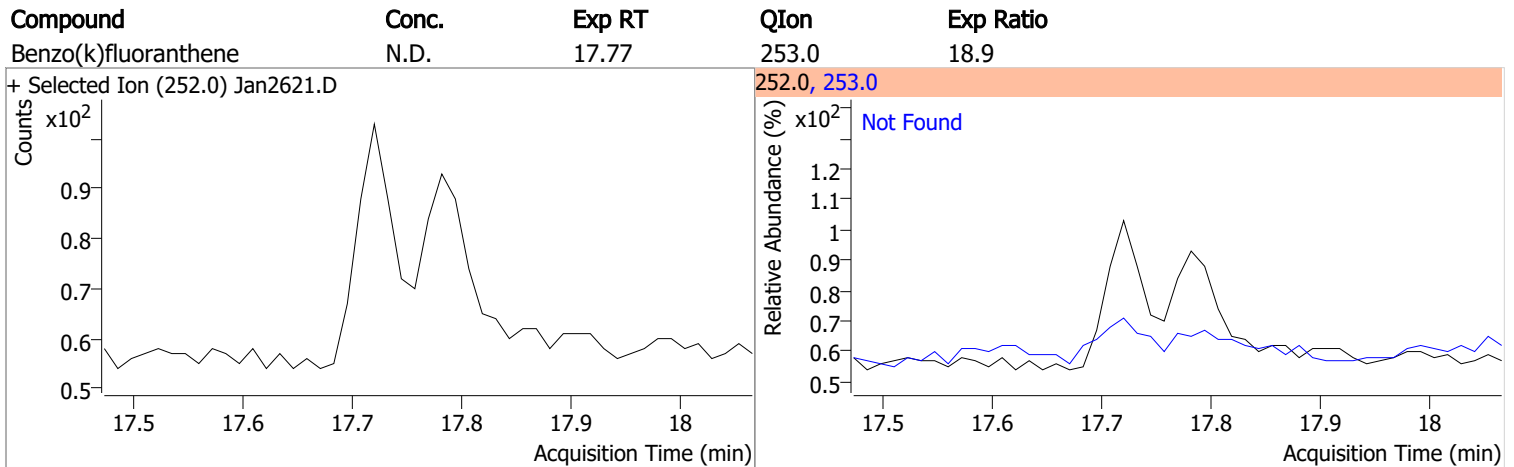 Compound Conc. Exp RT QIon Exp Ratio
Benzo(k)fluoranthene N.D. 17.77 253.0 18.9
+ Selected Ion (252.0) Jan2621.D
252.0, 253.0
Counts
x10²
0.9
0.8
0.7
0.6
0.5
17.5 17.6 17.7 17.8 17.9 18
Acquisition Time (min)
Relative Abundance (%)
x10²
Not Found
1.2
1.1
1
0.9
0.8
0.7
0.6
0.5
17.5 17.6 17.7 17.8 17.9 18
Acquisition Time (min)